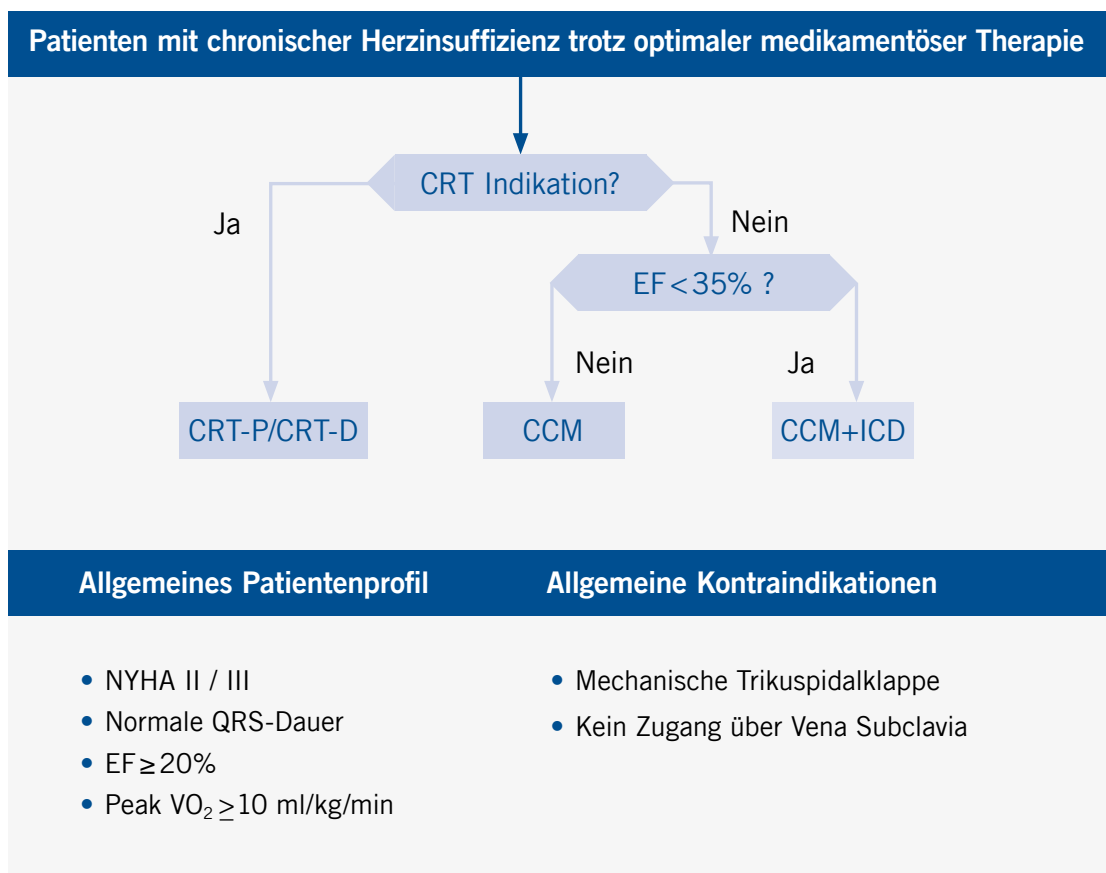 Patienten mit chronischer Herzinsuffizienz trotz optimaler medikamentöser Therapie
CRT Indikation?
Ja
Nein
EF<35% ?
Nein
Ja
CRT-P/CRT-D
CCM
CCM+ICD
Allgemeines Patientenprofil
• NYHA II / III
• Normale QRS-Dauer
• EF≥20%
• Peak VO₂≥10 ml/kg/min
Allgemeine Kontraindikationen
• Mechanische Trikuspidalklappe
• Kein Zugang über Vena Subclavia